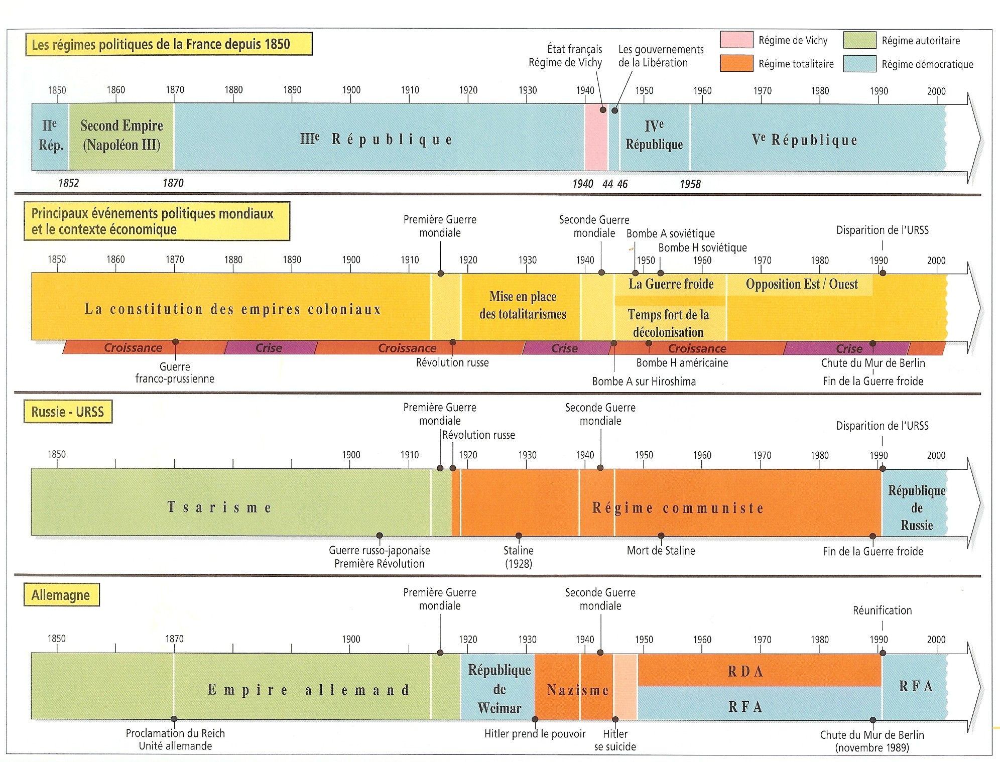 Les régimes politiques de la France depuis 1850
Régime de Vichy
Régime autoritaire
Régime totalitaire
Régime démocratique
État français
Régime de Vichy
Les gouvernements
de la Libération
1850 1860 1870 1880 1890 1900 1910 1920 1930 1940 1950 1960 1970 1980 1990 2000
IIe
Rép.
Second Empire
(Napoléon III)
IIIe République
IVe
République
Ve République
1852 1870 1940 44 46 1958
Principaux événements politiques mondiaux
et le contexte économique
Première Guerre
mondiale
Seconde Guerre
mondiale
Bombe A soviétique
Bombe H soviétique
Disparition de l'URSS
1850 1860 1870 1880 1890 1900 1910 1920 1930 1940 1950 1960 1970 1980 1990 2000
La constitution des empires coloniaux
Mise en place
des totalitarismes
La Guerre froide
Temps fort de la
décolonisation
Opposition Est / Ouest
Croissance Crise Croissance Crise Croissance Crise
Guerre
franco-prussienne
Révolution russe
Bombe A sur Hiroshima
Bombe H américaine
Chute du Mur de Berlin
Fin de la Guerre froide
Russie - URSS
Première Guerre
mondiale
Révolution russe
Seconde Guerre
mondiale
Disparition de l'URSS
1850 1900 1910 1920 1930 1940 1950 1960 1970 1980 1990 2000
Tsarisme
Régime communiste
République
de
Russie
Guerre russo-japonaise
Première Révolution
Staline
(1928)
Mort de Staline
Fin de la Guerre froide
Allemagne
Première Guerre
mondiale
Seconde Guerre
mondiale
Réunification
1850 1870 1900 1920 1930 1940 1950 1960 1970 1980 1990 2000
Empire allemand
République
de
Weimar
Nazisme
RDA
RFA
RFA
Proclamation du Reich
Unité allemande
Hitler prend le pouvoir
Hitler
se suicide
Chute du Mur de Berlin
(novembre 1989)